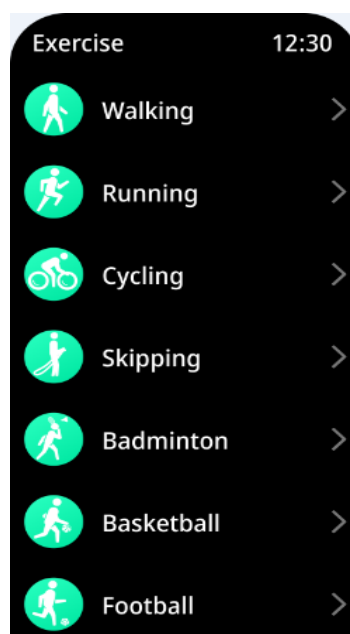 Exercise 12:30
Walking
Running
Cycling
Skipping
Badminton
Basketball
Football